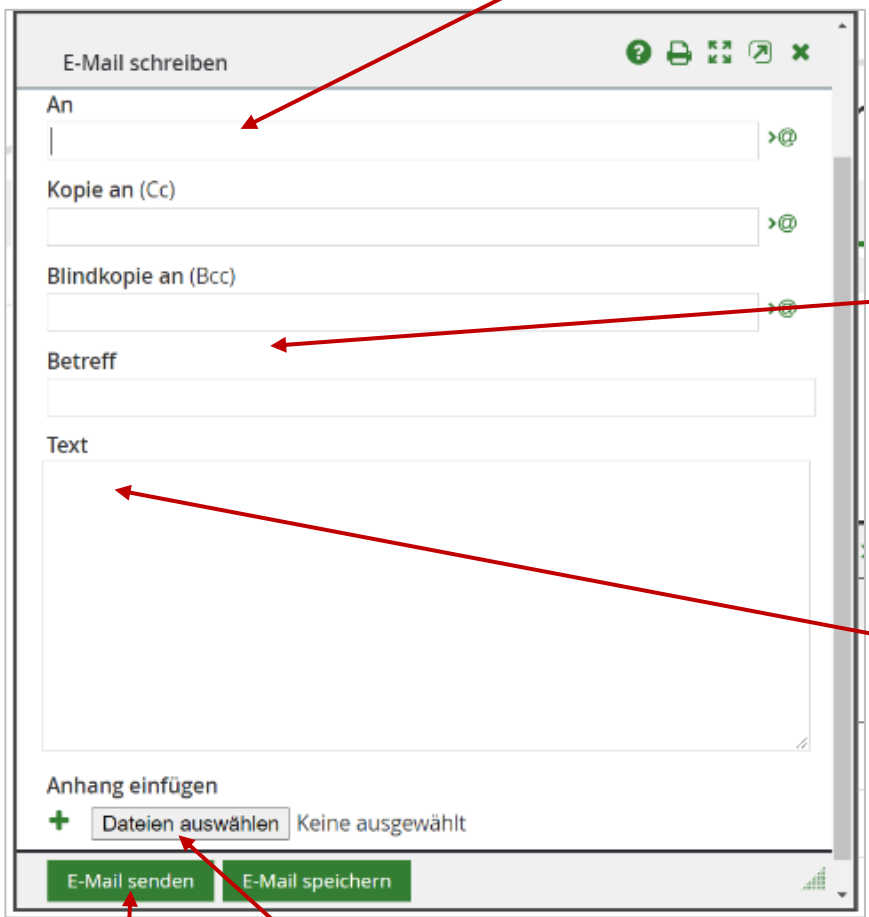 E-Mail schreiben
An
>@
Kopie an (Cc)
>@
Blindkopie an (Bcc)
>@
Betreff
Text
Anhang einfügen
Dateien auswählen Keine ausgewählt
E-Mail senden E-Mail speichern